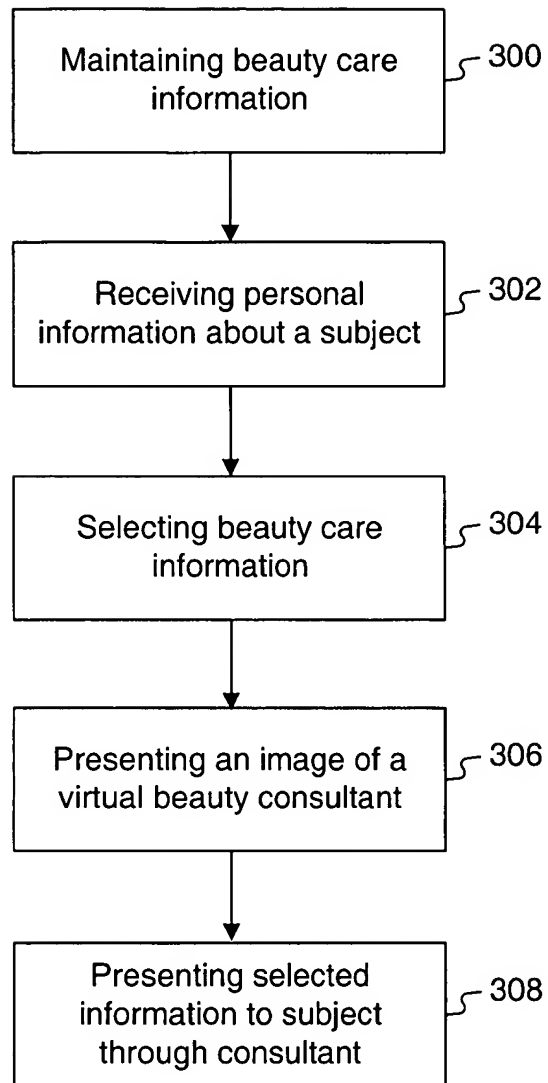 Maintaining beauty care
information
300
Receiving personal
information about a subject
302
Selecting beauty care
information
304
Presenting an image of a
virtual beauty consultant
306
Presenting selected
information to subject
through consultant
308